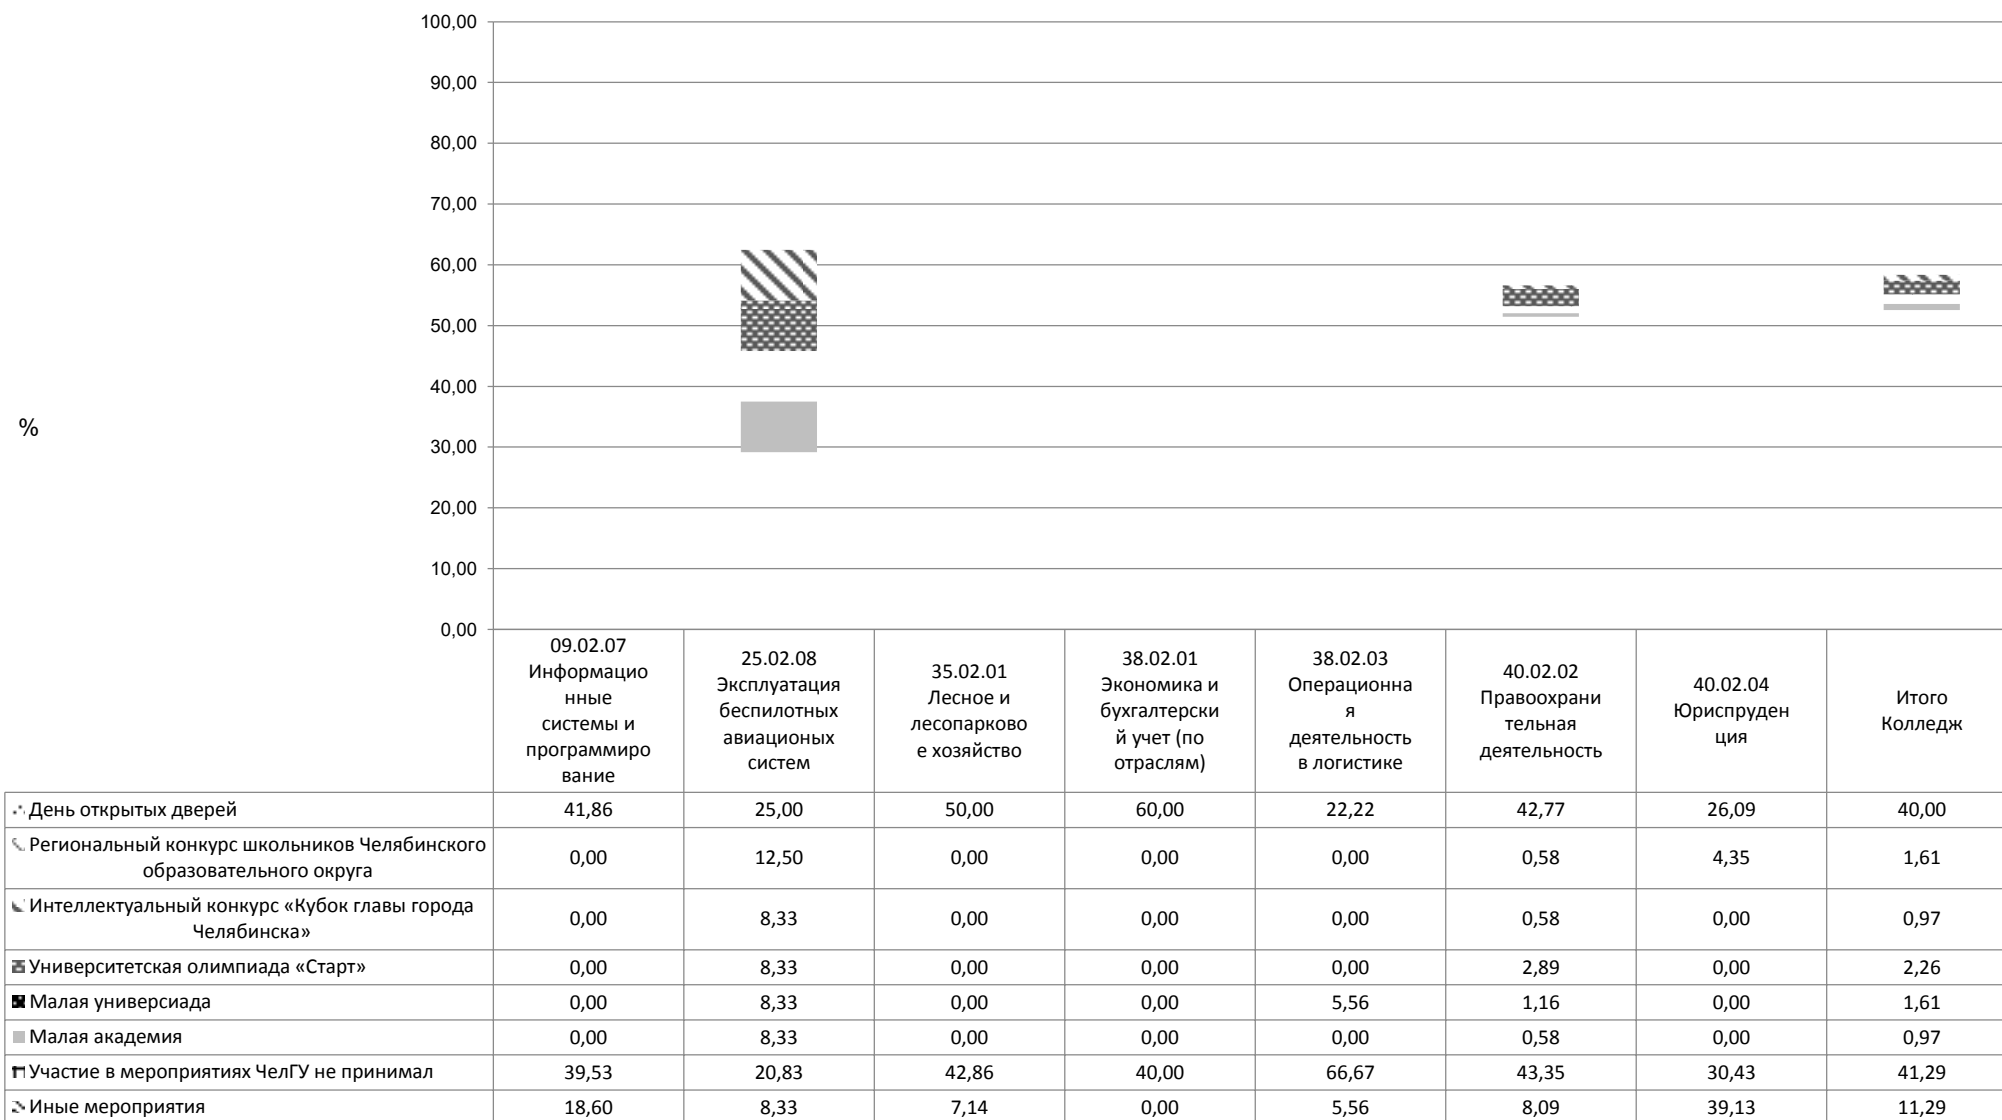 100,00
90,00
80,00
70,00
60,00
50,00
40,00
%
30,00
20,00
10,00
0,00
09.02.07
Информацио
нные
системы и
программиро
вание
25.02.08
Эксплуатация
беспилотных
авиационых
систем
35.02.01
Лесное и
лесопарково
е хозяйство
38.02.01
Экономика и
бухгалтерски
й учет (по
отраслям)
38.02.03
Операционна
я
деятельность
в логистике
40.02.02
Правоохрани
тельная
деятельность
40.02.04
Юриспруден
ция
Итого
Колледж
День открытых дверей 41,86 25,00 50,00 60,00 22,22 42,77 26,09 40,00
Региональный конкурс школьников Челябинского
образовательного округа
0,00 12,50 0,00 0,00 0,00 0,58 4,35 1,61
Интеллектуальный конкурс «Кубок главы города
Челябинска»
0,00 8,33 0,00 0,00 0,00 0,58 0,00 0,97
Университетская олимпиада «Старт» 0,00 8,33 0,00 0,00 0,00 2,89 0,00 2,26
Малая универсиада 0,00 8,33 0,00 0,00 5,56 1,16 0,00 1,61
Малая академия 0,00 8,33 0,00 0,00 0,00 0,58 0,00 0,97
Участие в мероприятиях ЧелГУ не принимал 39,53 20,83 42,86 40,00 66,67 43,35 30,43 41,29
Иные мероприятия 18,60 8,33 7,14 0,00 5,56 8,09 39,13 11,29